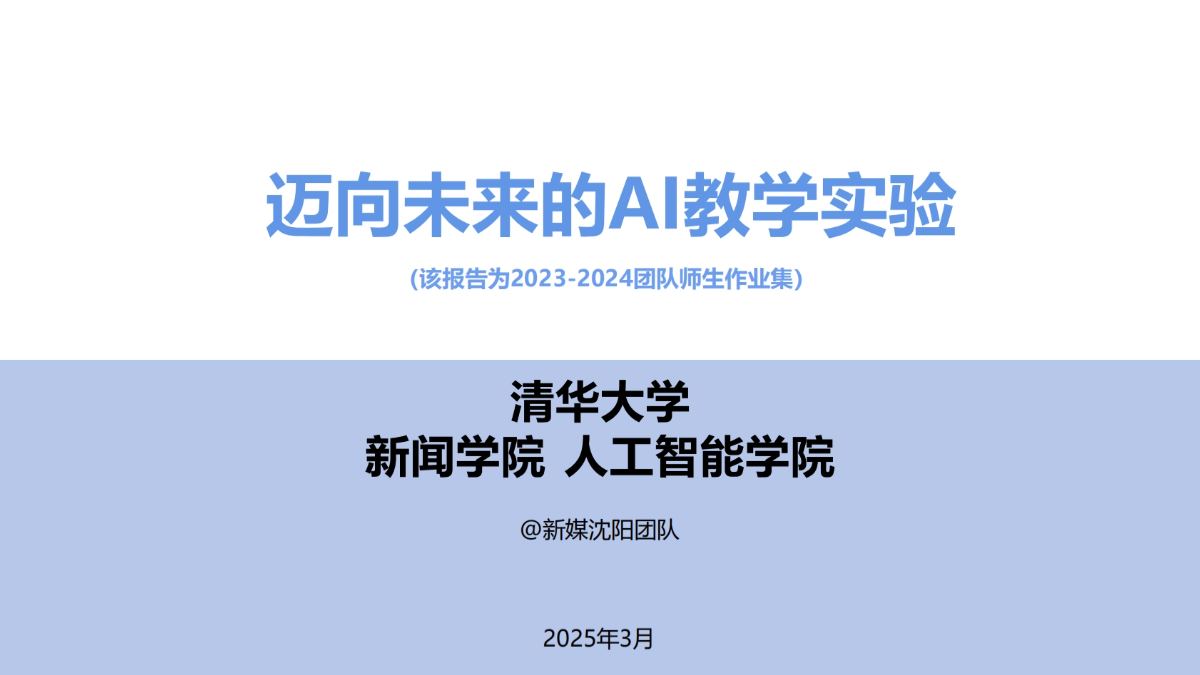 迈向未来的AI教学实验
(该报告为2023-2024团队师生作业集)
清华大学
新闻学院 人工智能学院
@新媒沈阳团队
2025年3月